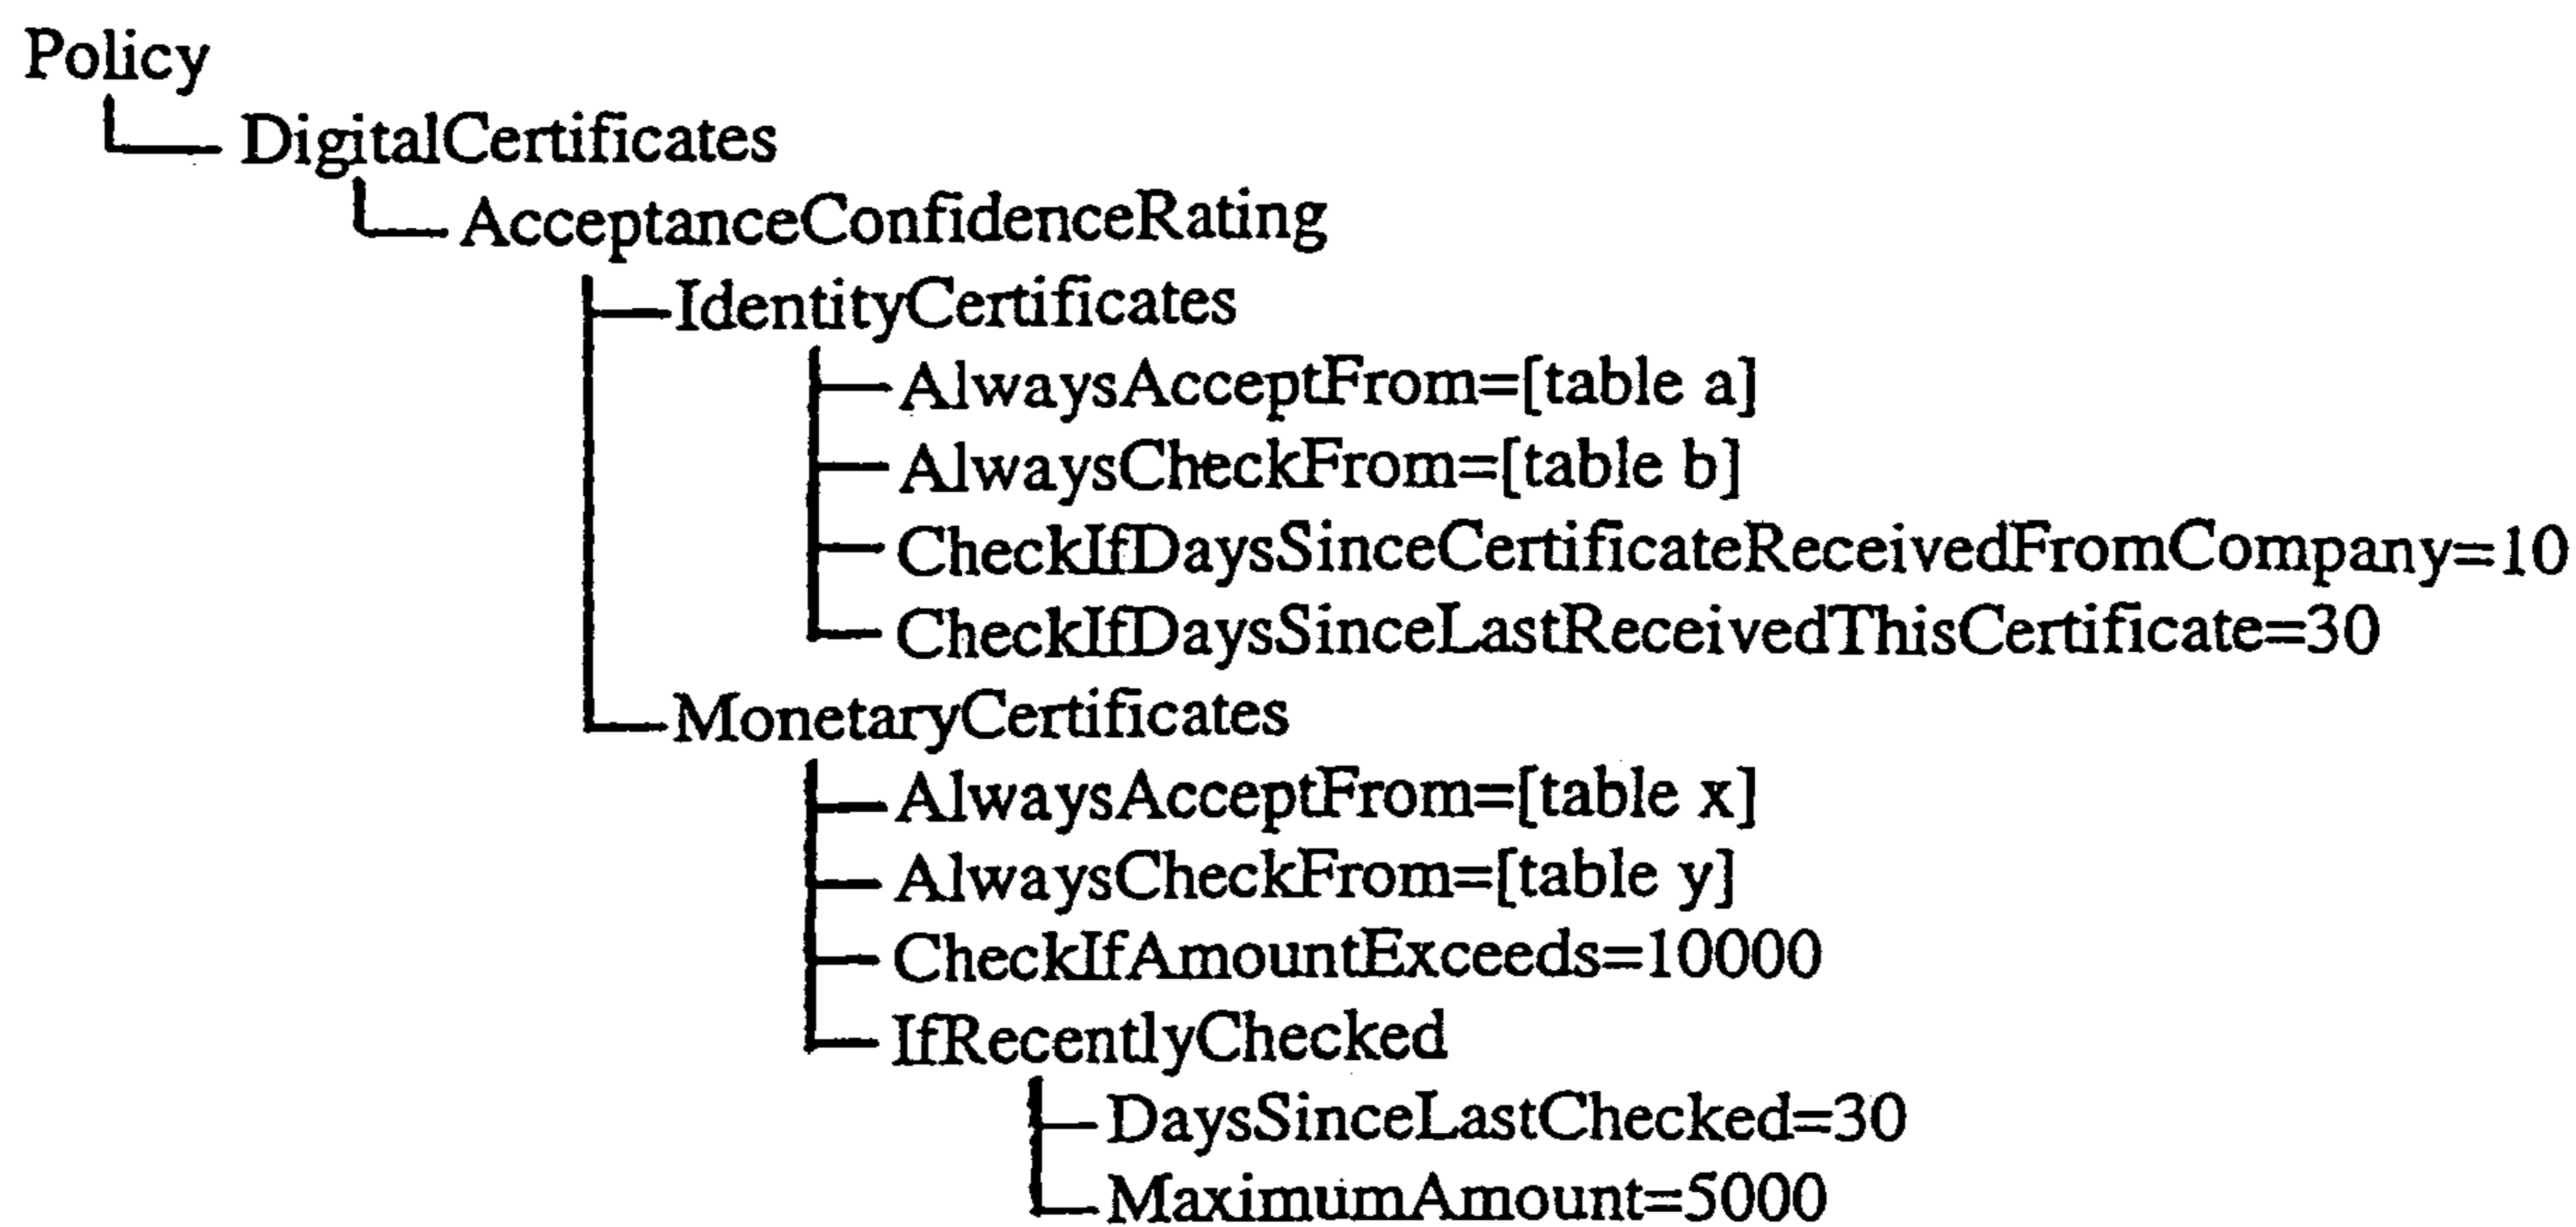 Policy
DigitalCertificates
AcceptanceConfidenceRating
IdentityCertificates
AlwaysAcceptFrom=[table a]
AlwaysCheckFrom=[table b]
CheckIfDaysSinceCertificateReceivedFromCompany=10
CheckIfDaysSinceLastReceivedThisCertificate=30
MonetaryCertificates
AlwaysAcceptFrom=[table x]
AlwaysCheckFrom=[table y]
CheckIfAmountExceeds=10000
IfRecentlyChecked
DaysSinceLastChecked=30
MaximumAmount=5000